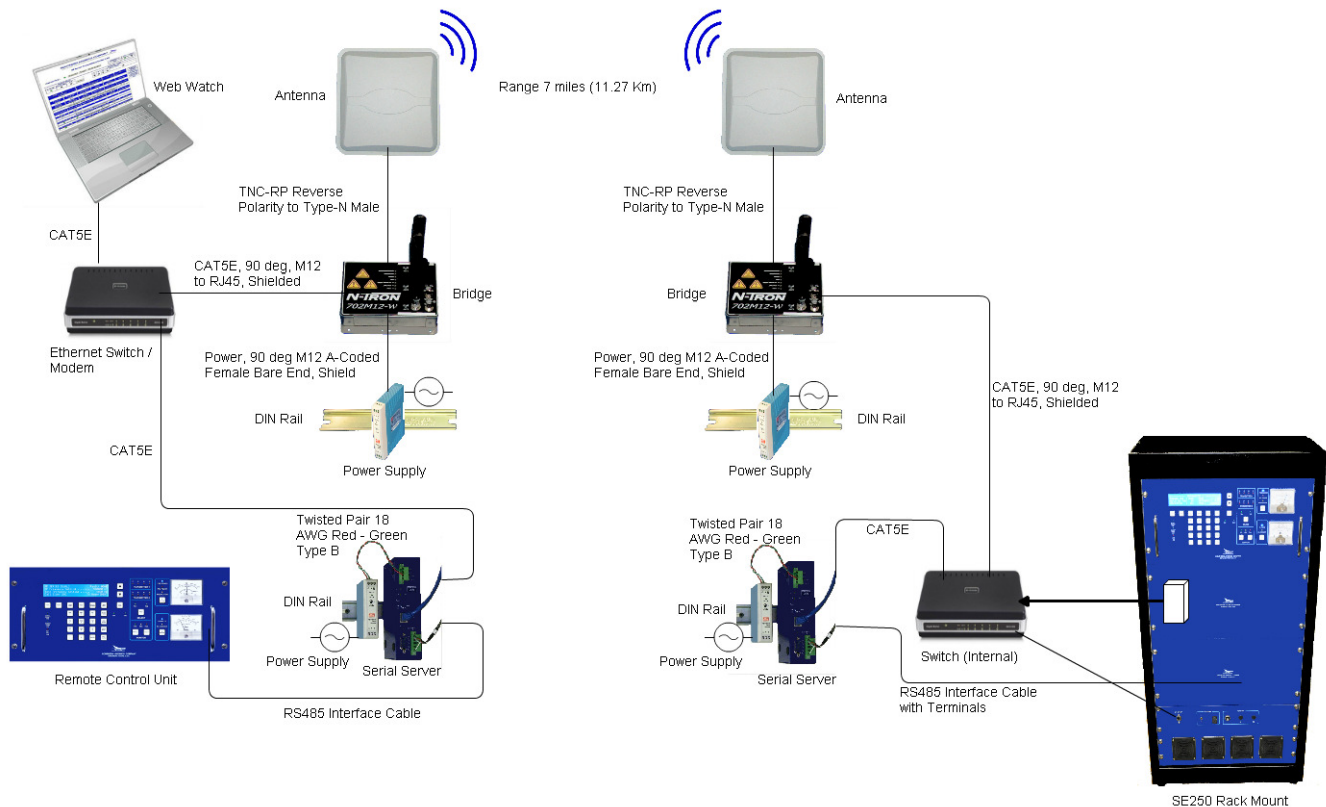 Web Watch
Antenna
Range 7 miles (11.27 Km)
Antenna
TNC-RP Reverse
Polarity to Type-N Male
TNC-RP Reverse
Polarity to Type-N Male
CAT5E
CAT5E, 90 deg, M12
to RJ45, Shielded
N-TRON
702M12-W
Bridge
Bridge
N-TRON
702M12-W
Ethernet Switch /
Modem
Power, 90 deg M12 A-Coded
Female Bare End, Shield
Power, 90 deg M12 A-Coded
Female Bare End, Shield
CAT5E, 90 deg, M12
to RJ45, Shielded
DIN Rail
DIN Rail
CAT5E
Power Supply
Power Supply
Twisted Pair 18
AWG Red - Green
Type B
Twisted Pair 18
AWG Red - Green
Type B
CAT5E
DIN Rail
DIN Rail
Power Supply
Serial Server
Power Supply
Serial Server
Switch (Internal)
Remote Control Unit
RS485 Interface Cable
RS485 Interface Cable
with Terminals
SE250 Rack Mount